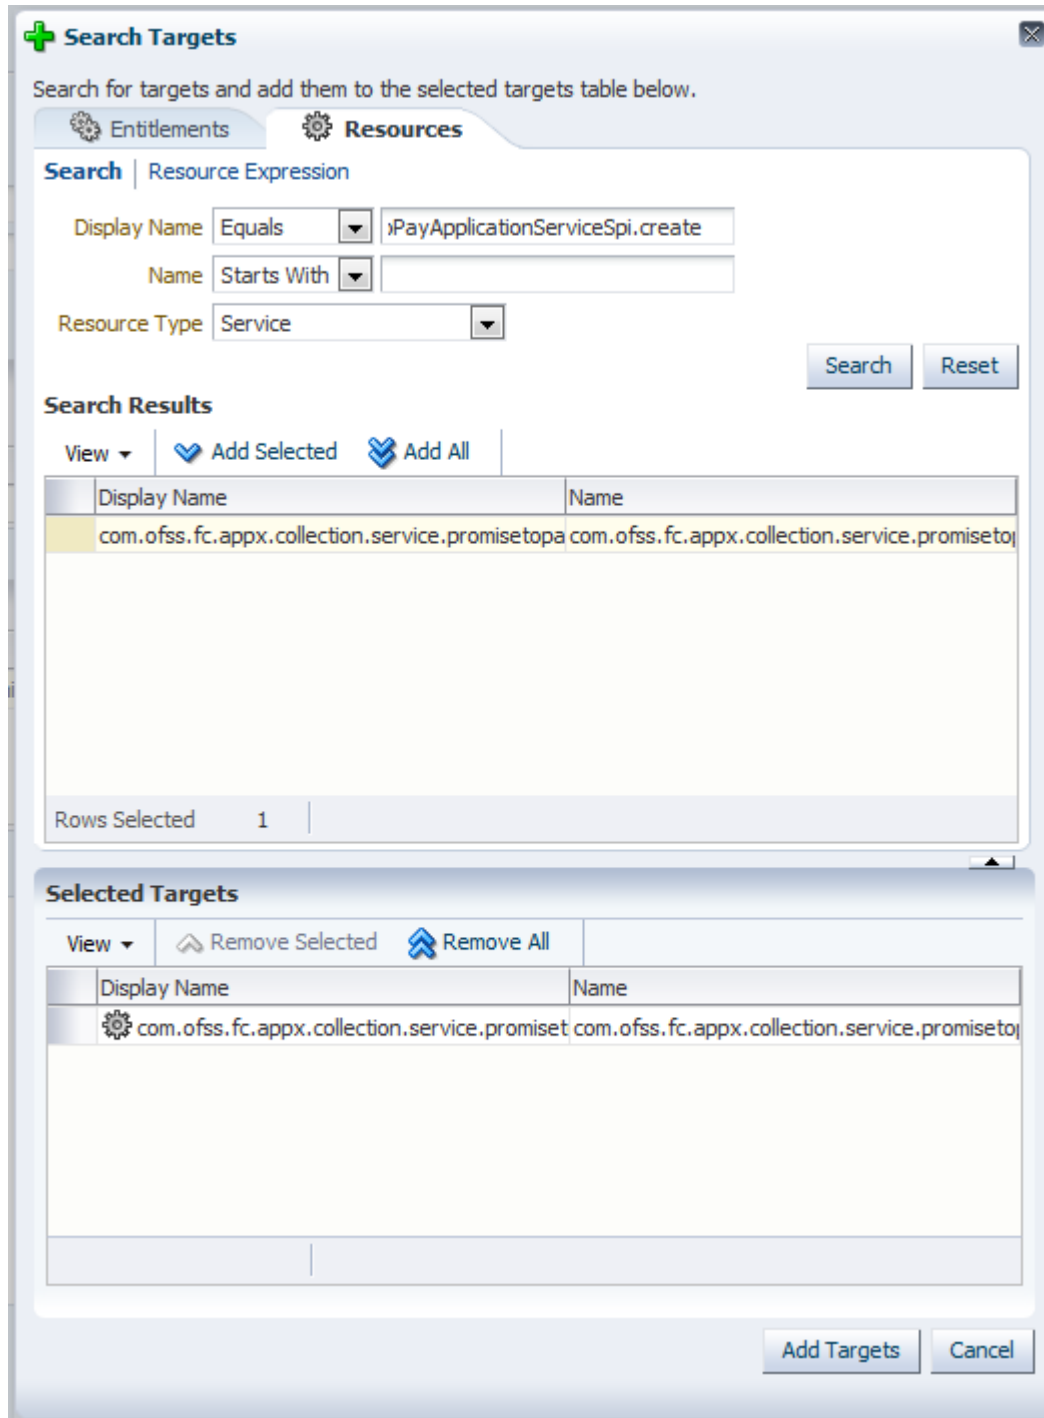 Search Targets
Search for targets and add them to the selected targets table below.
Entitlements Resources
Search Resource Expression
Display Name Equals PayApplicationServiceSpi.create
Name Starts With
Resource Type Service
Search Reset
Search Results
View Add Selected Add All
Display Name Name
com.ofss.fc.appx.collection.service.promisetopa com.ofss.fc.appx.collection.service.promisetop
Rows Selected 1
Selected Targets
View Remove Selected Remove All
Display Name Name
com.ofss.fc.appx.collection.service.promiset com.ofss.fc.appx.collection.service.promisetop
Add Targets Cancel